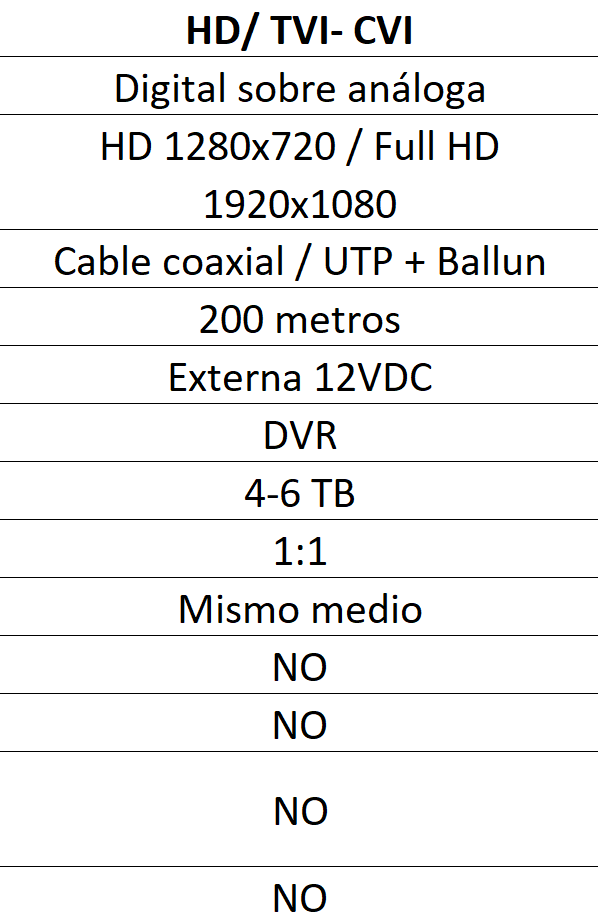 HD/ TVI- CVI
Digital sobre análoga
HD 1280x720 / Full HD
1920x1080
Cable coaxial / UTP + Ballun
200 metros
Externa 12VDC
DVR
4-6 TB
1:1
Mismo medio
NO
NO
NO
NO